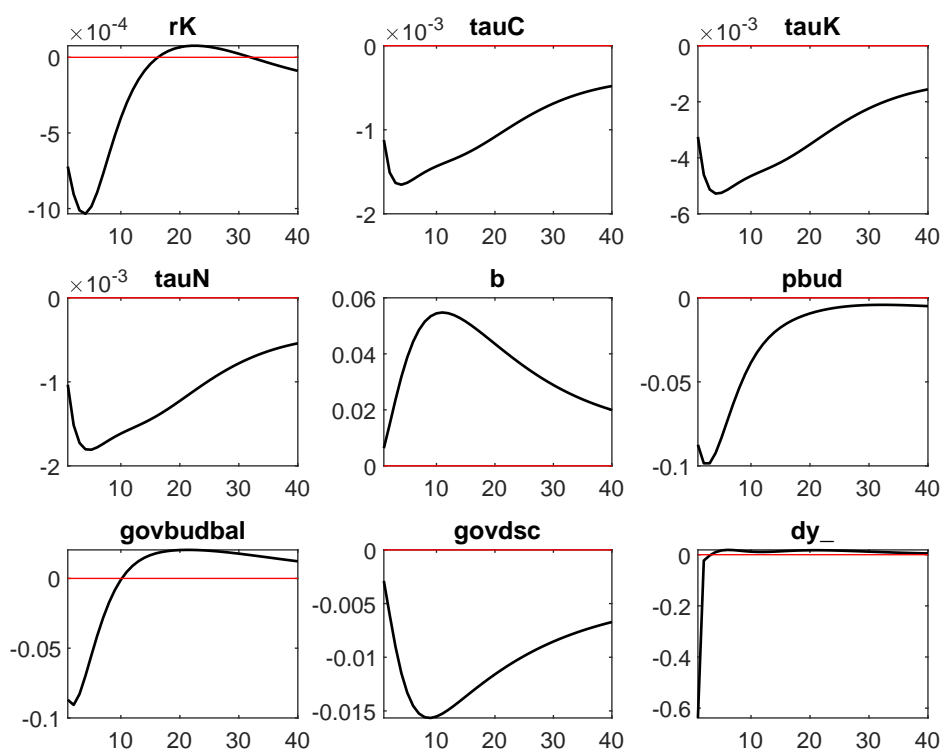 ×10⁻⁴ rK
0
-5
-10
10 20 30 40
×10⁻³ tauC
0
-1
-2
10 20 30 40
×10⁻³ tauK
0
-2
-4
-6
10 20 30 40
×10⁻³ tauN
0
-1
-2
10 20 30 40
b
0.06
0.04
0.02
0
10 20 30 40
pbud
0
-0.05
-0.1
10 20 30 40
govbudbal
0
-0.05
-0.1
10 20 30 40
govdsc
0
-0.005
-0.01
-0.015
10 20 30 40
dy_
0
-0.2
-0.4
-0.6
10 20 30 40